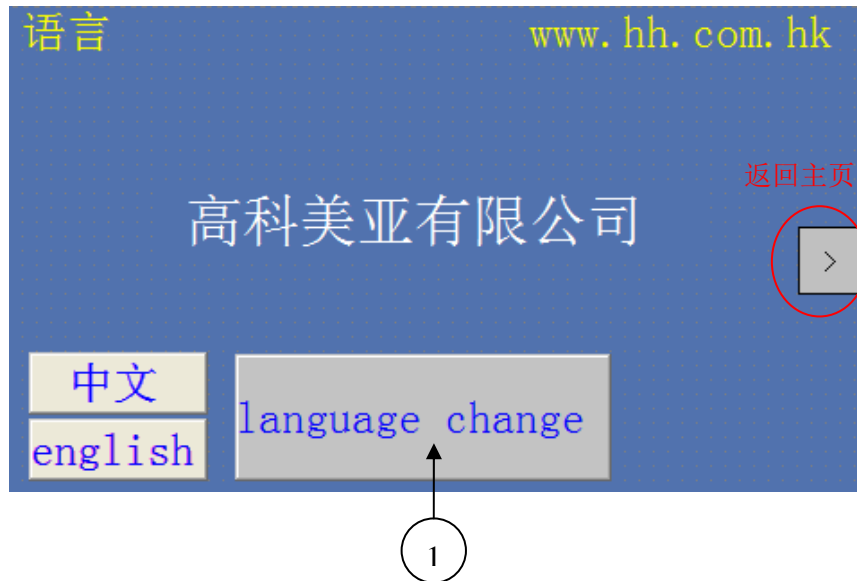 语言
www.hh.com.hk
返回主页
高科美亚有限公司
>
中文
language change
english
1